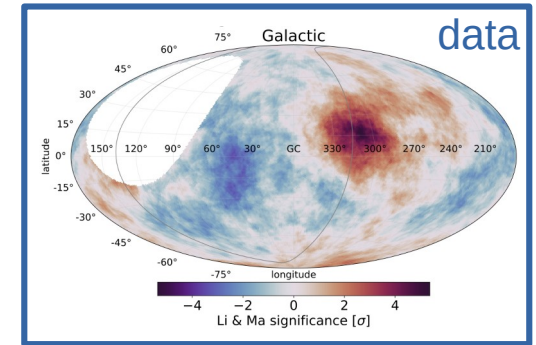 data
Galactic
75°
60°
45°
30°
15°
0°
-15°
-30°
-45°
-60°
-75°
150° 120° 90° 60° 30° GC 330° 300° 270° 240° 210°
latitude
longitude
−4 −2 0 2 4
Li & Ma significance [σ]